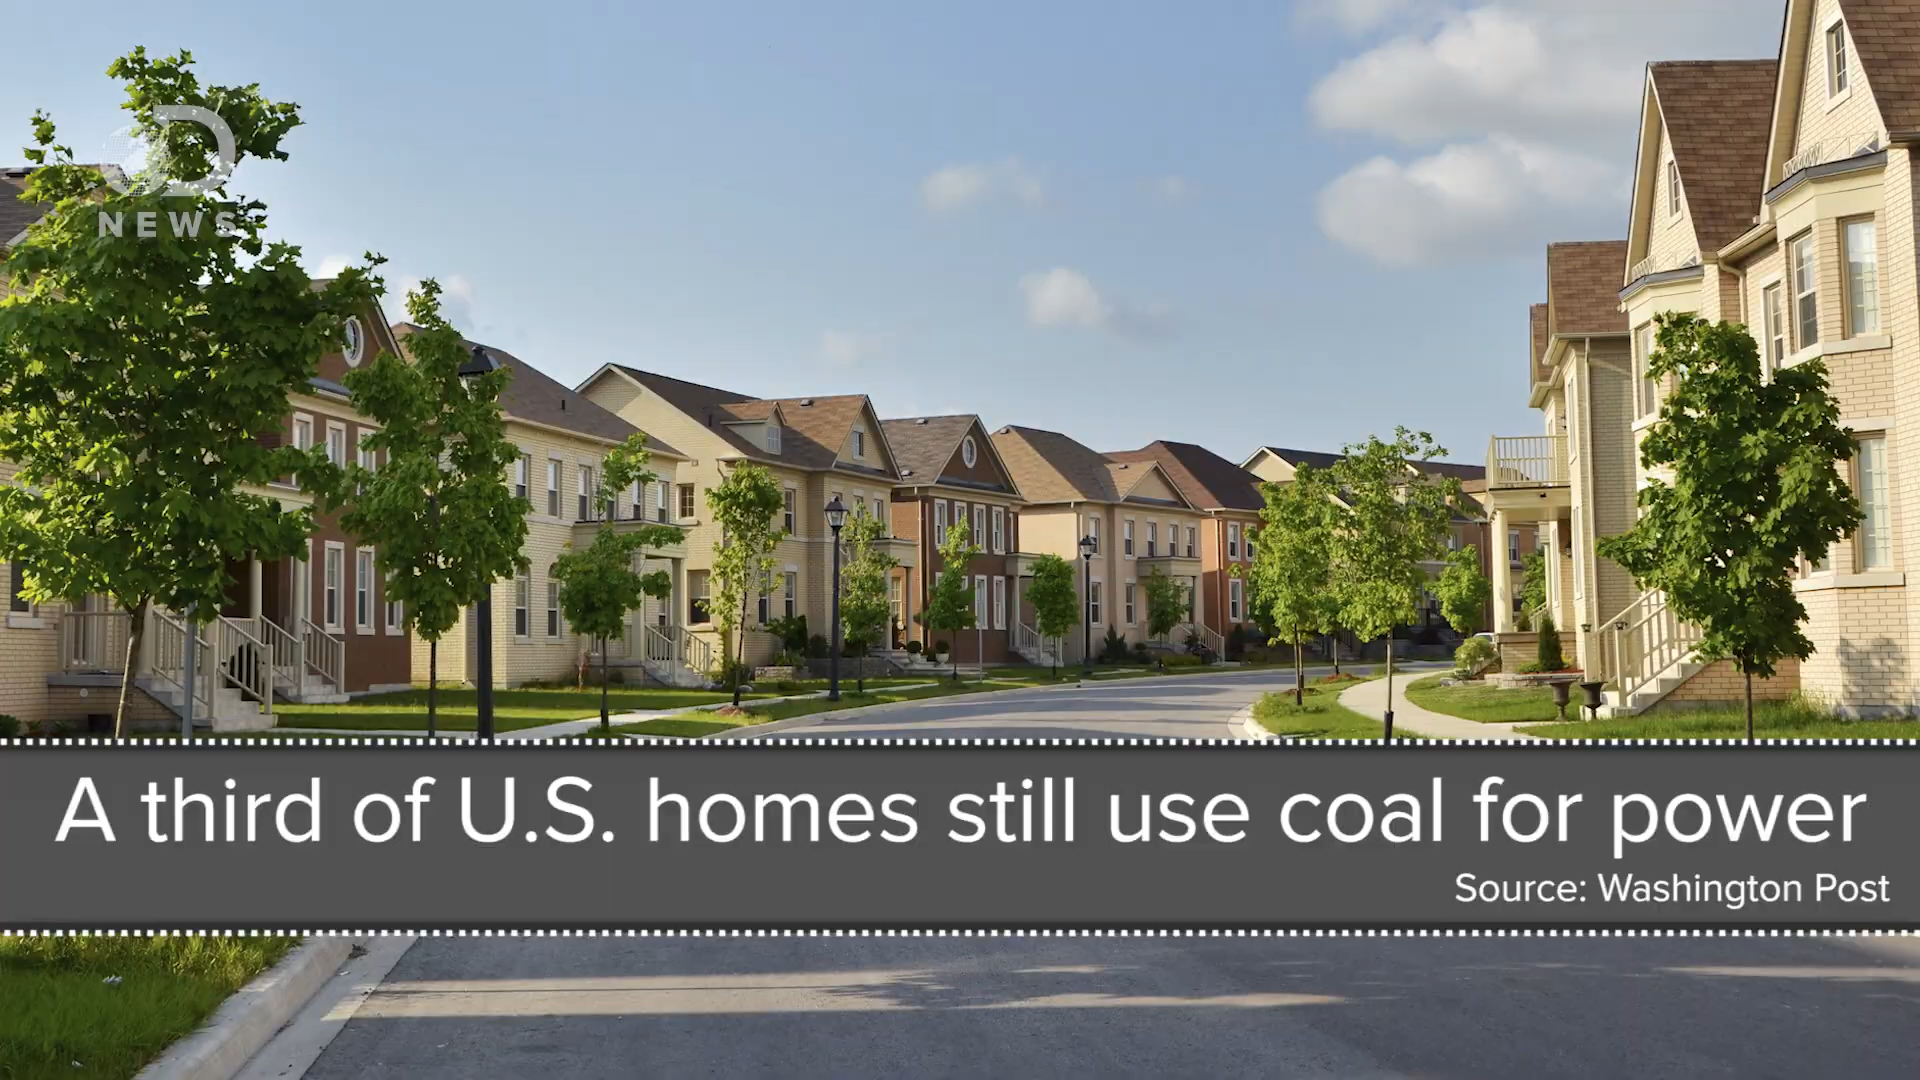 D
NEWS
A third of U.S. homes still use coal for power
Source: Washington Post